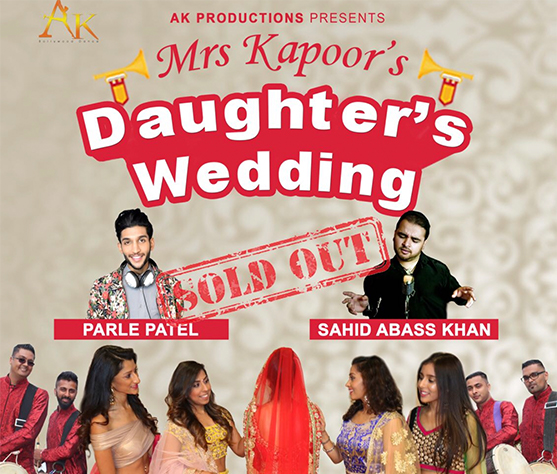 AK
AK PRODUCTIONS PRESENTS
Mrs Kapoor's
Daughter's
Wedding
SOLD OUT
PARLE PATEL
SAHID ABASS KHAN